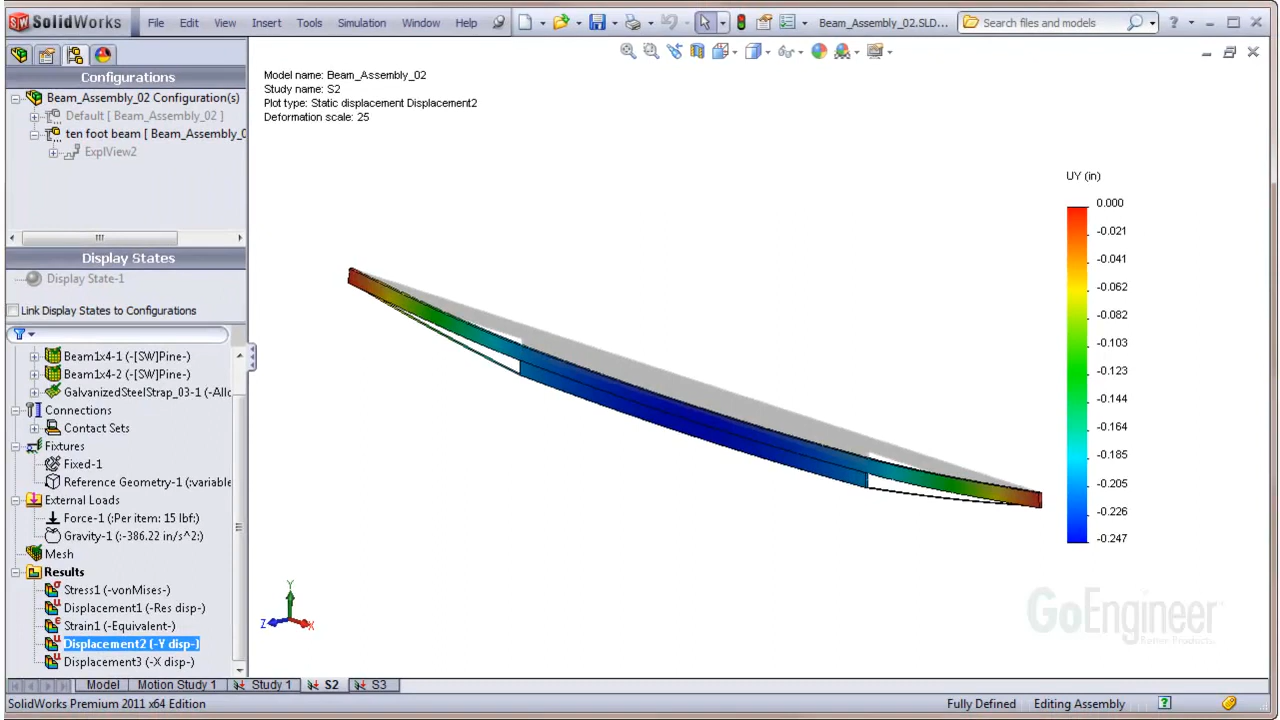 SolidWorks File Edit View Insert Tools Simulation Window Help Beam_Assembly_02.SLD... Search files and models
Configurations
Beam_Assembly_02 Configuration(s)
Default [ Beam_Assembly_02 ]
ten foot beam [ Beam_Assembly_0
ExplView2
Display States
Display State-1
Link Display States to Configurations
Beam1x4-1 (-[SW]Pine-)
Beam1x4-2 (-[SW]Pine-)
GalvanizedSteelStrap_03-1 (-Allo
Connections
Contact Sets
Fixtures
Fixed-1
Reference Geometry-1 (:variable
External Loads
Force-1 (:Per item: 15 lbf:)
Gravity-1 (:-386.22 in/s^2:)
Mesh
Results
Stress1 (-vonMises-)
Displacement1 (-Res disp-)
Strain1 (-Equivalent-)
Displacement2 (-Y disp-)
Displacement3 (-X disp-)
Model name: Beam_Assembly_02
Study name: S2
Plot type: Static displacement Displacement2
Deformation scale: 25
UY (in)
0.000
-0.021
-0.041
-0.062
-0.082
-0.103
-0.123
-0.144
-0.164
-0.185
-0.205
-0.226
-0.247
Y
Z
X
GoEngineer
Model Motion Study 1 Study 1 S2 S3
SolidWorks Premium 2011 x64 Edition Fully Defined Editing Assembly